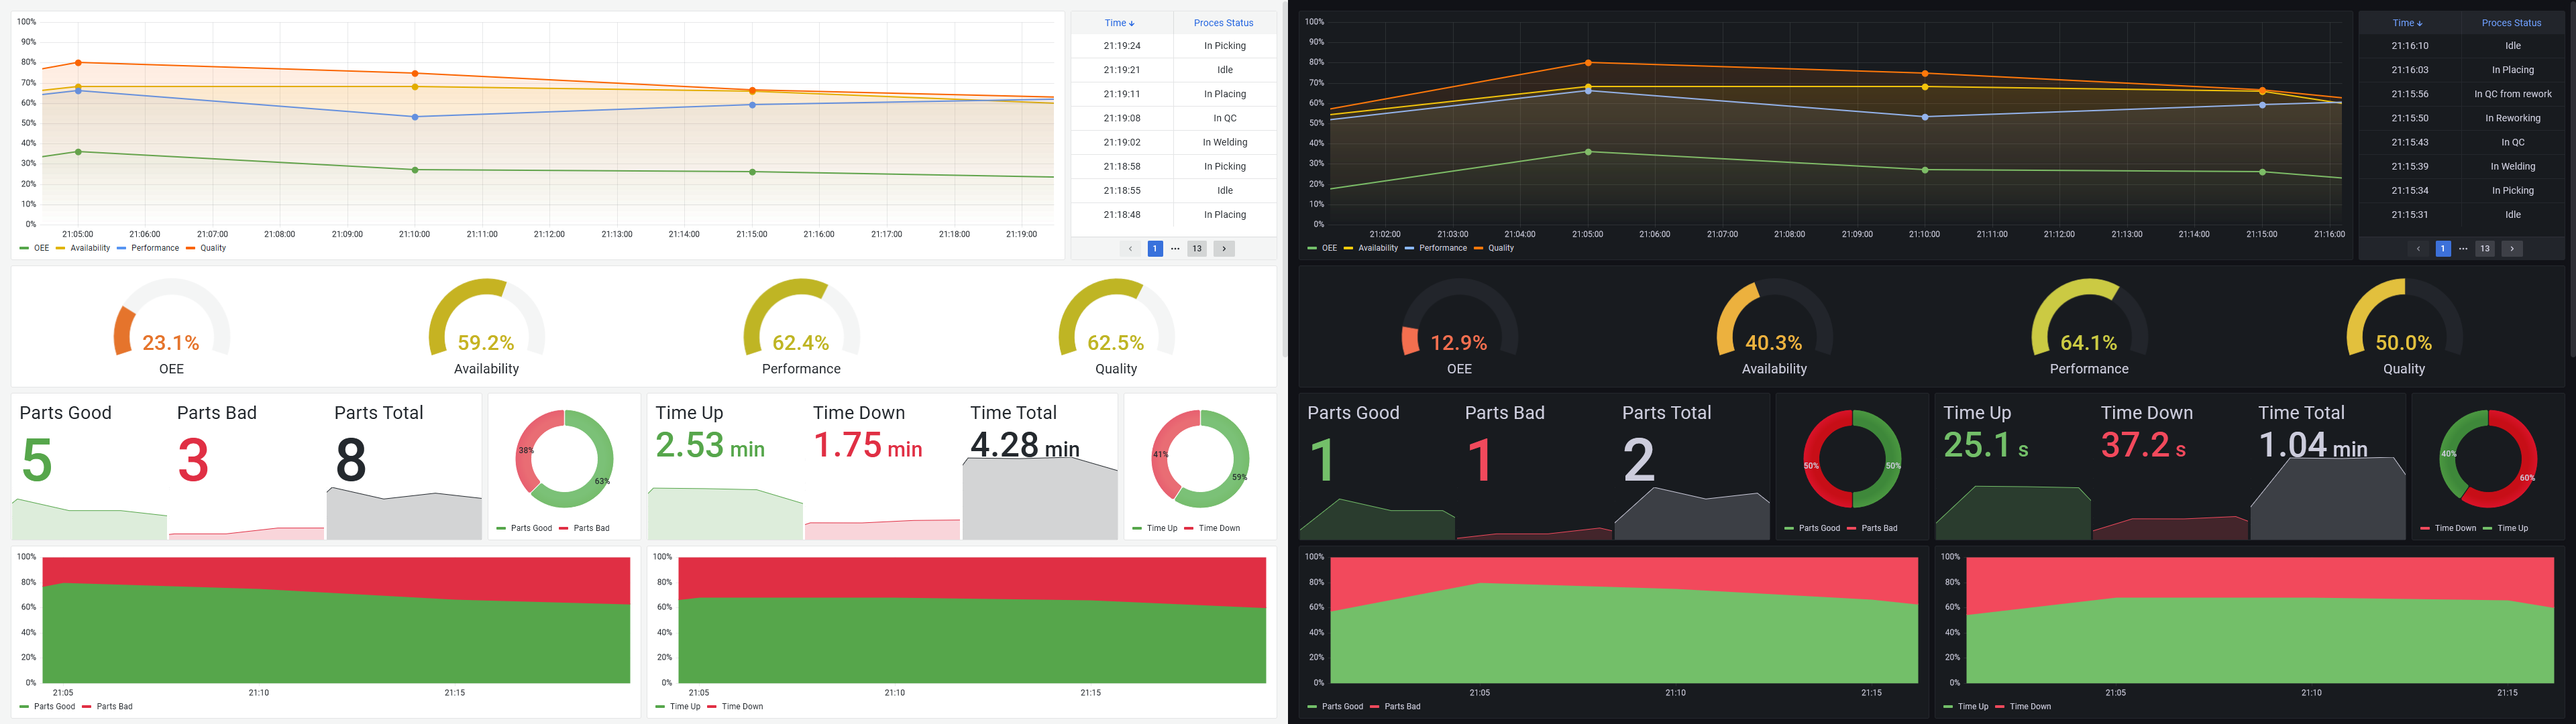 100%
90%
80%
70%
60%
50%
40%
30%
20%
10%
0%
21:05:00 21:06:00 21:07:00 21:08:00 21:09:00 21:10:00 21:11:00 21:12:00 21:13:00 21:14:00 21:15:00 21:16:00 21:17:00 21:18:00 21:19:00
OEE Availability Performance Quality
Time ↓ Proces Status
21:19:24 In Picking
21:19:21 Idle
21:19:11 In Placing
21:19:08 In QC
21:19:02 In Welding
21:18:58 In Picking
21:18:55 Idle
21:18:48 In Placing
‹ 1 ··· 13 ›
23.1% 59.2% 62.4% 62.5%
OEE Availability Performance Quality
Parts Good Parts Bad Parts Total
5 3 8
38%
63%
Parts Good Parts Bad
Time Up Time Down Time Total
2.53 min 1.75 min 4.28 min
41%
59%
Time Up Time Down
100%
80%
60%
40%
20%
0%
21:05 21:10 21:15
Parts Good Parts Bad
100%
80%
60%
40%
20%
0%
21:05 21:10 21:15
Time Up Time Down
100%
90%
80%
70%
60%
50%
40%
30%
20%
10%
0%
21:02:00 21:03:00 21:04:00 21:05:00 21:06:00 21:07:00 21:08:00 21:09:00 21:10:00 21:11:00 21:12:00 21:13:00 21:14:00 21:15:00 21:16:00
OEE Availability Performance Quality
Time ↓ Proces Status
21:16:10 Idle
21:16:03 In Placing
21:15:56 In QC from rework
21:15:50 In Reworking
21:15:43 In QC
21:15:39 In Welding
21:15:34 In Picking
21:15:31 Idle
‹ 1 ··· 13 ›
12.9% 40.3% 64.1% 50.0%
OEE Availability Performance Quality
Parts Good Parts Bad Parts Total
1 1 2
50% 50%
Parts Good Parts Bad
Time Up Time Down Time Total
25.1 s 37.2 s 1.04 min
40%
60%
Time Down Time Up
100%
80%
60%
40%
20%
0%
21:05 21:10 21:15
Parts Good Parts Bad
100%
80%
60%
40%
20%
0%
21:05 21:10 21:15
Time Up Time Down